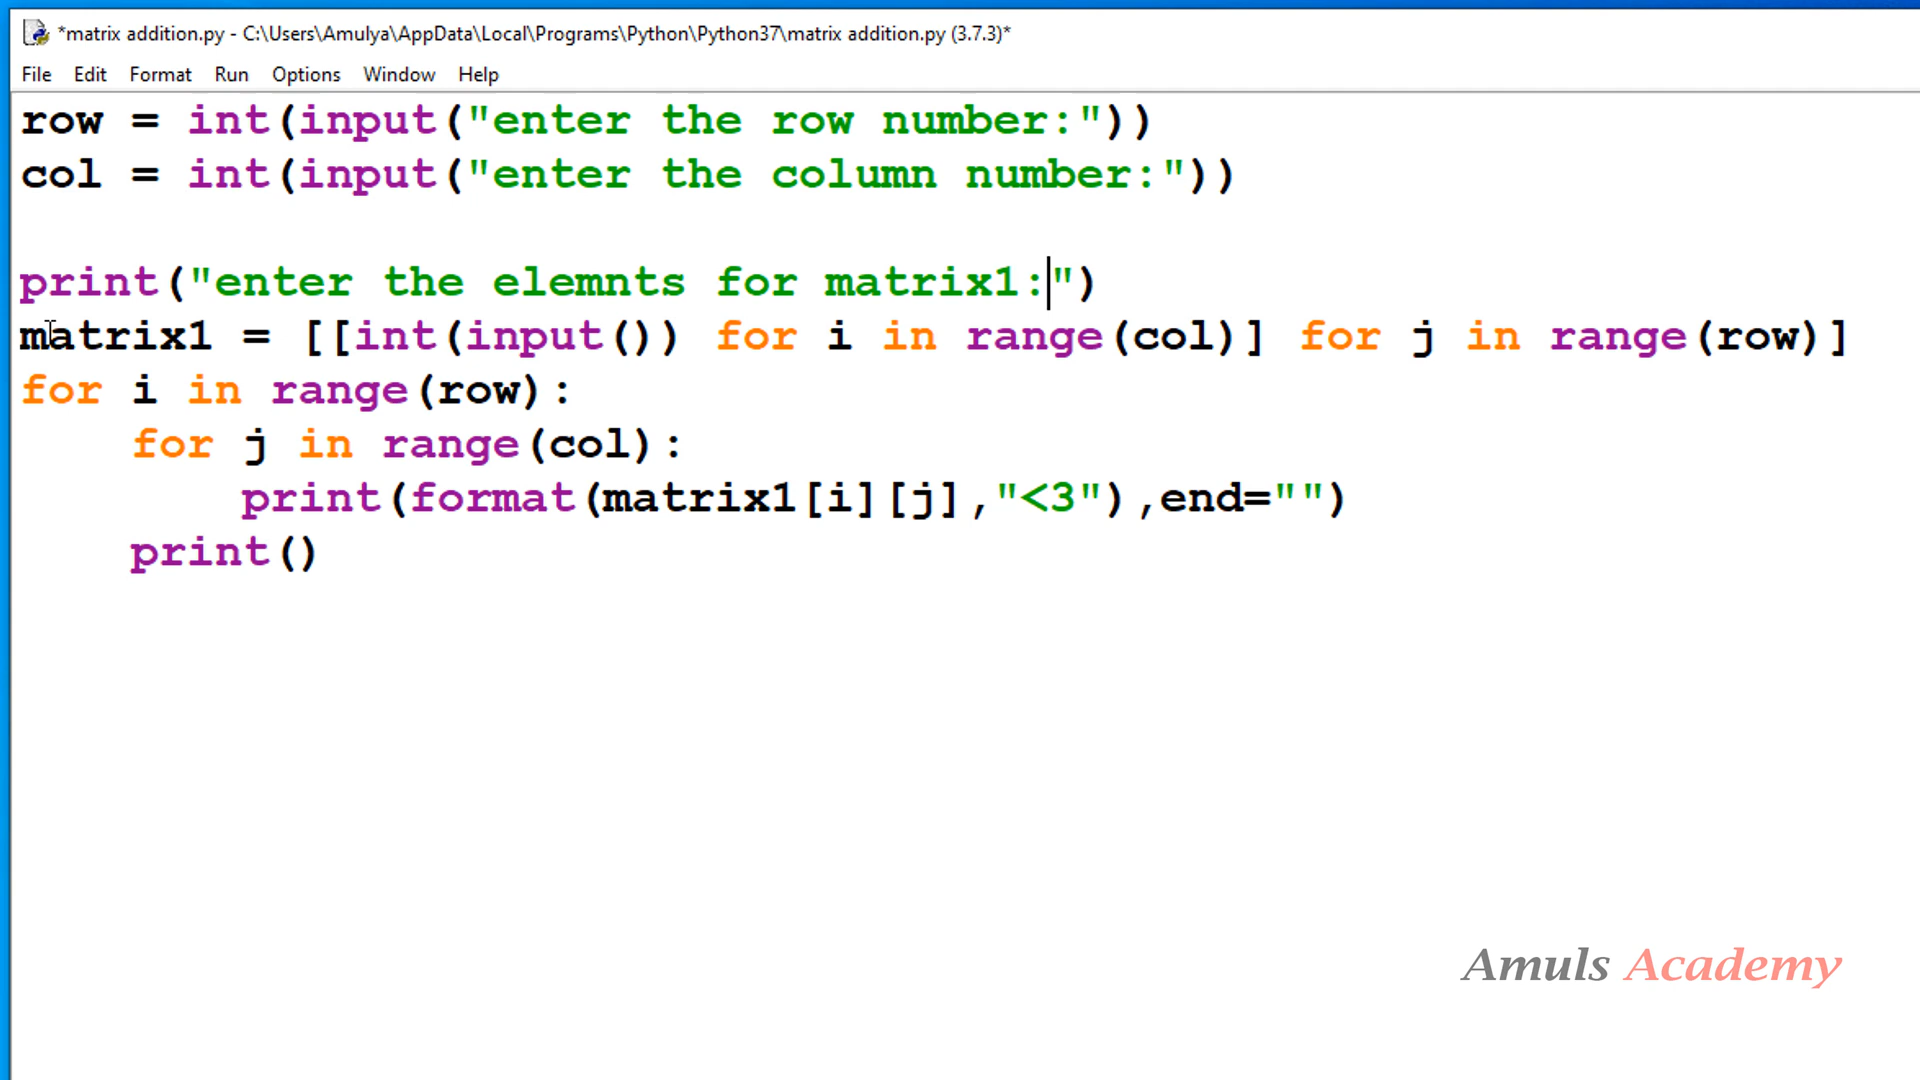 *matrix addition.py - C:\Users\Amulya\AppData\Local\Programs\Python\Python37\matrix addition.py (3.7.3)*
File Edit Format Run Options Window Help
row = int(input("enter the row number:"))
col = int(input("enter the column number:"))
print("enter the elemnts for matrix1:")
matrix1 = [[int(input()) for i in range(col)] for j in range(row)]
for i in range(row):
    for j in range(col):
        print(format(matrix1[i][j],"<3"),end="")
    print()
Amuls Academy